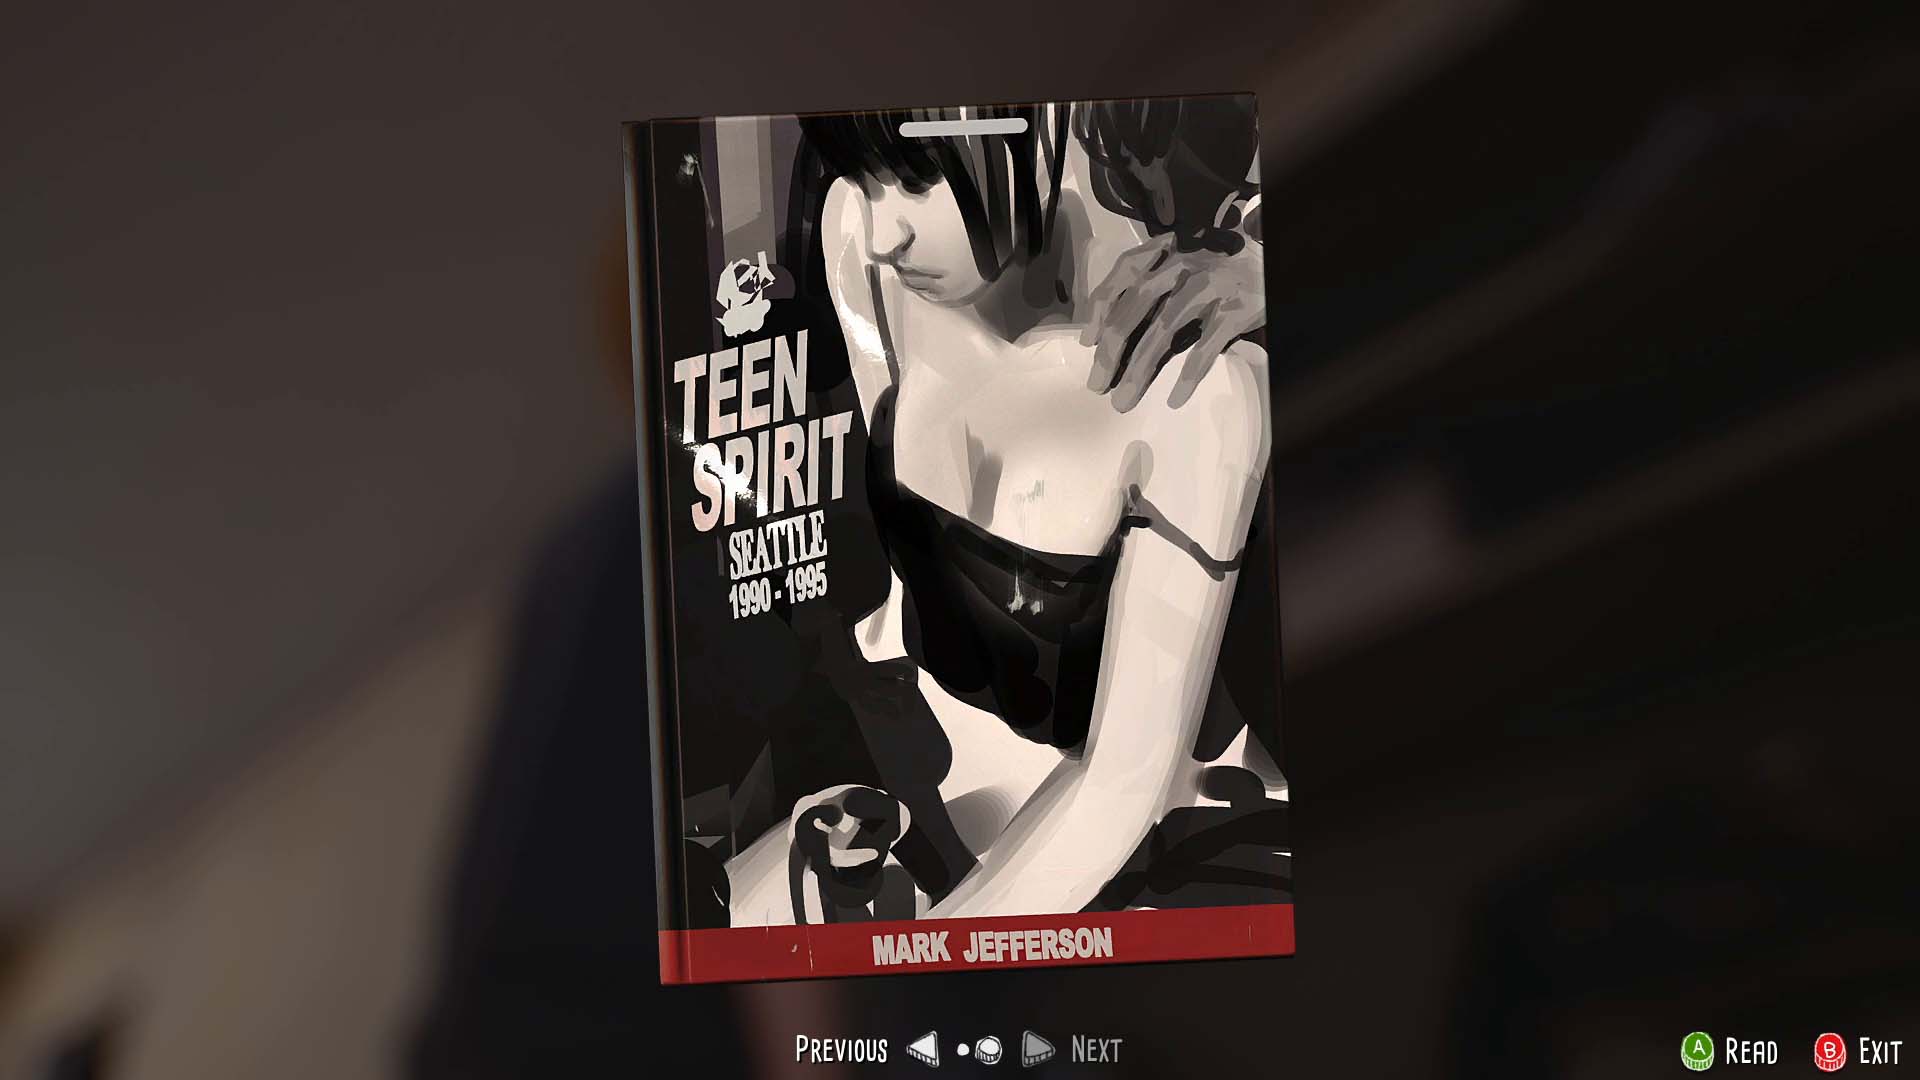 TEEN
SPIRIT
SEATTLE
1990 - 1995
MARK JEFFERSON
PREVIOUS
NEXT
A READ
B EXIT